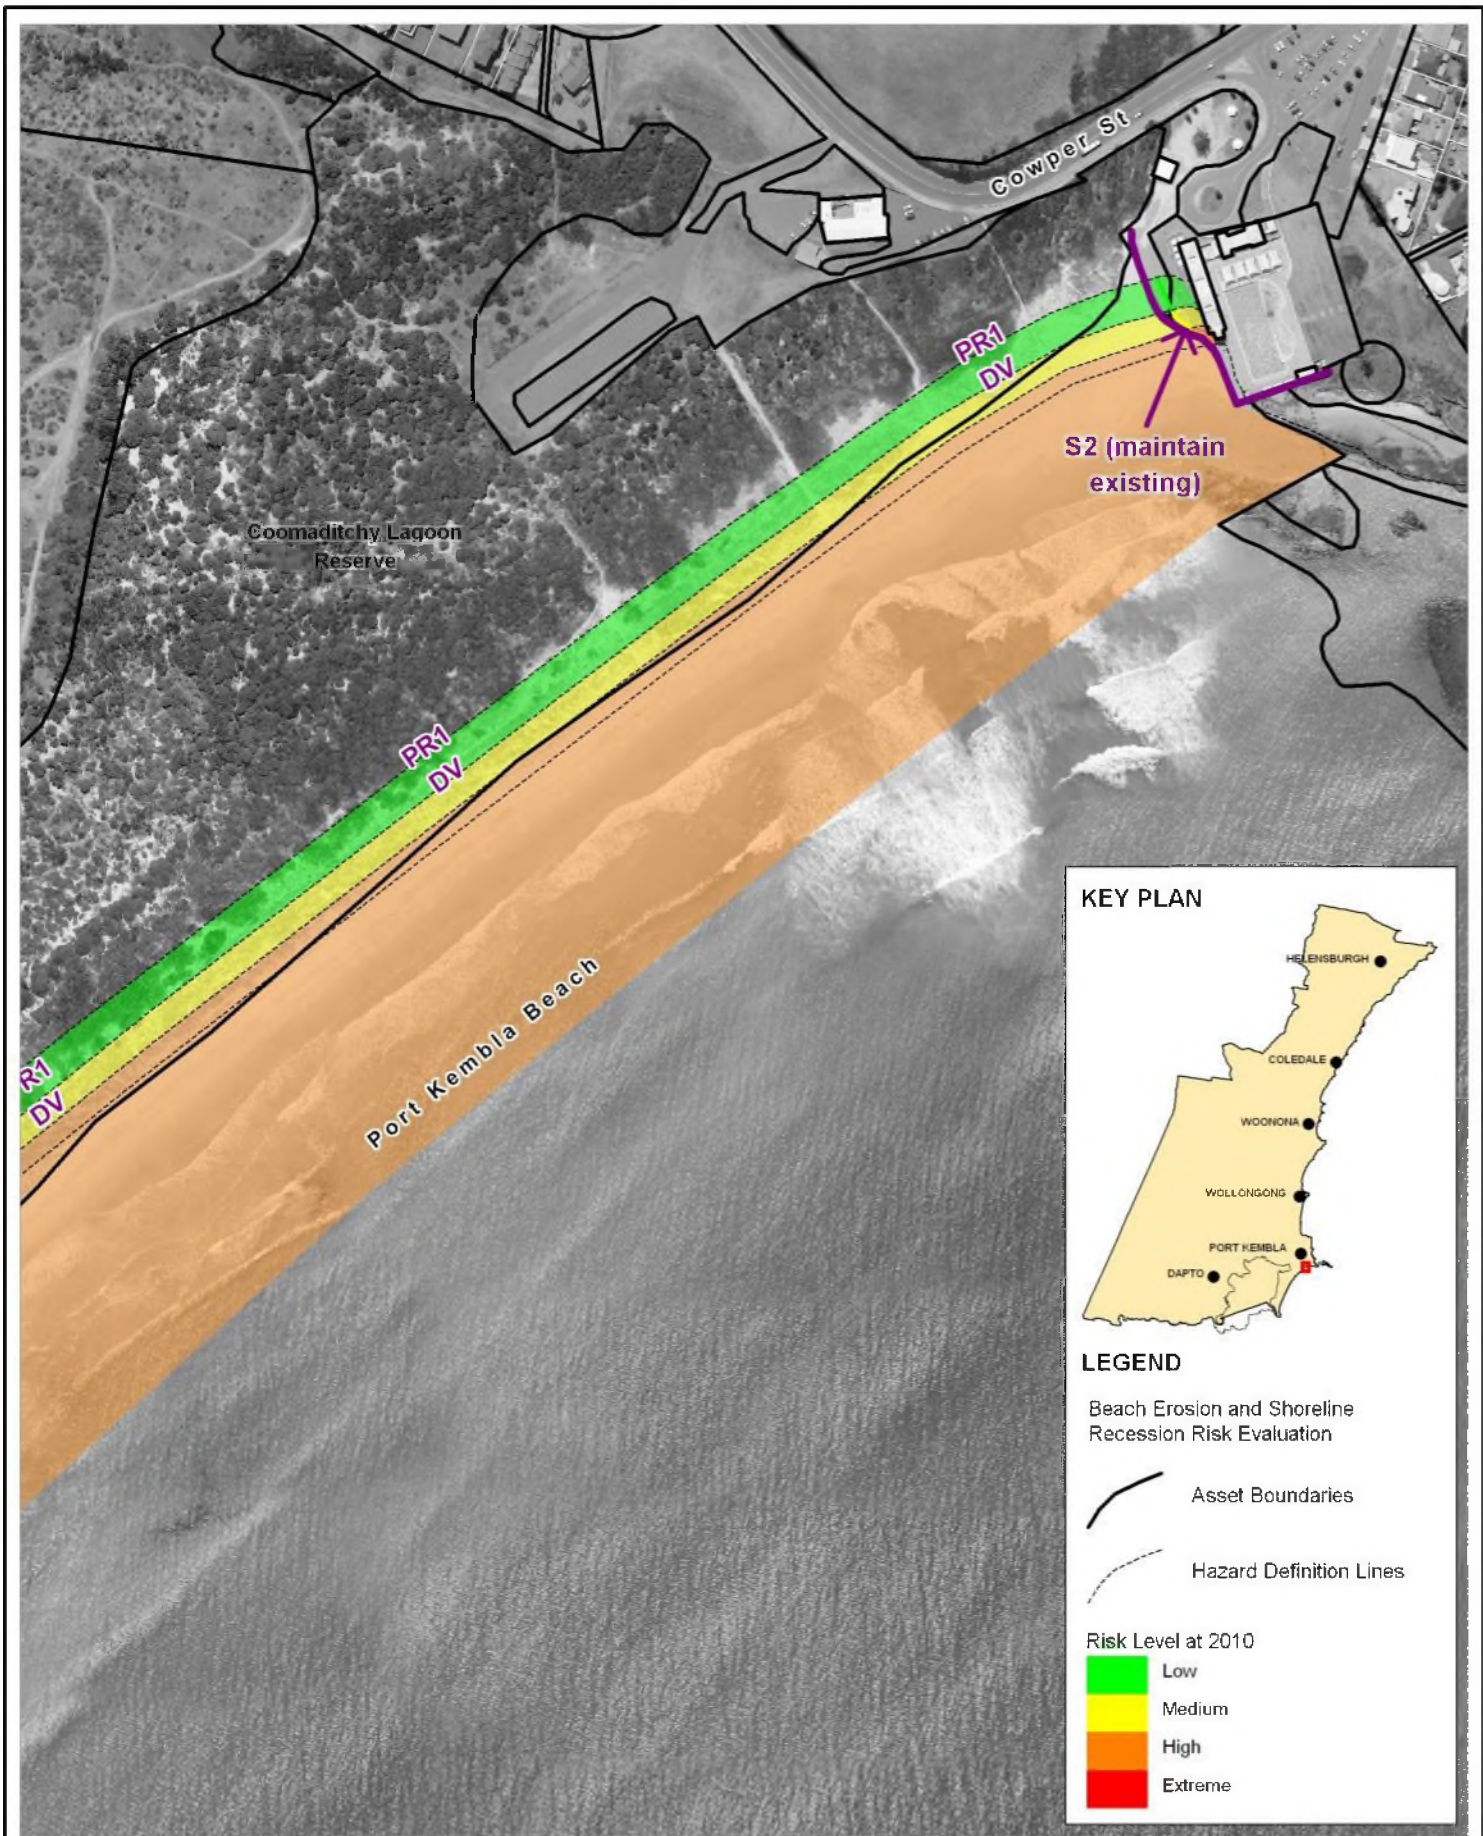 Cowper St
PR1
DV
S2 (maintain
existing)
Coomaditchy Lagoon
Reserve
PR1
DV
R1
DV
Port Kembla Beach
KEY PLAN
HELENSBURGH
COLEDALE
WOONONA
WOLLONGONG
PORT KEMBLA
DAPTO
LEGEND
Beach Erosion and Shoreline
Recession Risk Evaluation
Asset Boundaries
Hazard Definition Lines
Risk Level at 2010
Low
Medium
High
Extreme